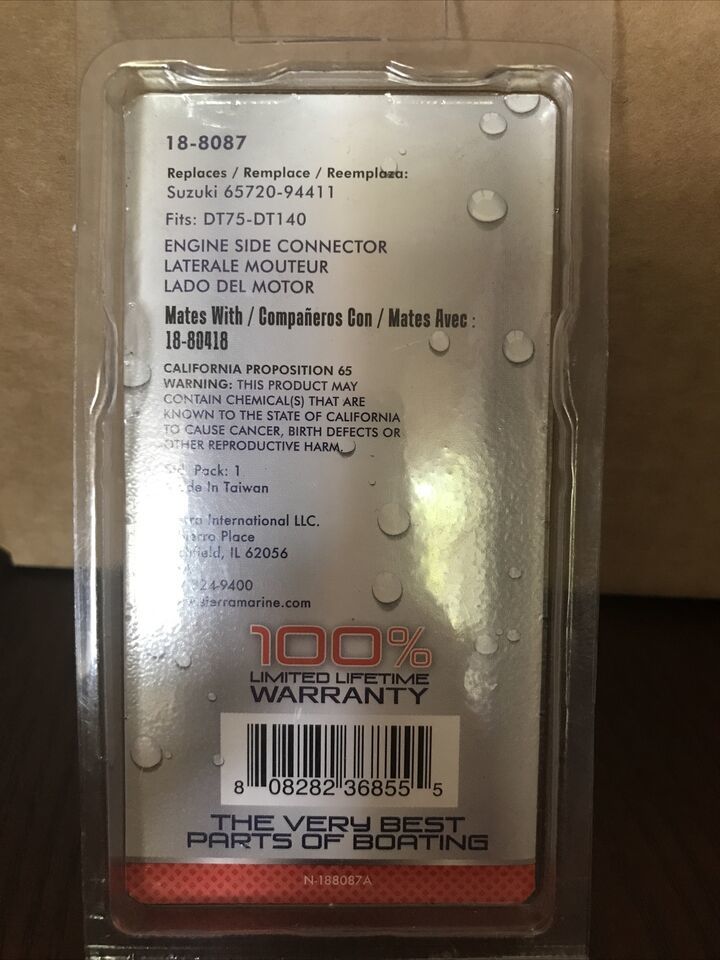 18-8087
Replaces / Remplace / Reemplaza:
Suzuki 65720-94411
Fits: DT75-DT140
ENGINE SIDE CONNECTOR
LATERALE MOUTEUR
LADO DEL MOTOR
Mates With / Compañeros Con / Mates Avec :
18-80418
CALIFORNIA PROPOSITION 65
WARNING: THIS PRODUCT MAY
CONTAIN CHEMICAL(S) THAT ARE
KNOWN TO THE STATE OF CALIFORNIA
TO CAUSE CANCER, BIRTH DEFECTS OR
OTHER REPRODUCTIVE HARM.
Pack: 1
In Taiwan
International LLC.
Place
IL 62056
824-9400
100%
LIMITED LIFETIME
WARRANTY
8 08282 36855 5
THE VERY BEST
PARTS OF BOATING
N-188087A